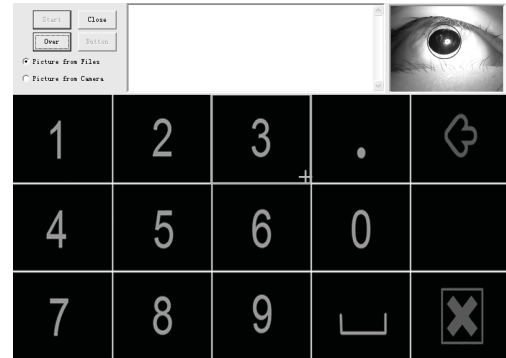 Start Close
Over Button
Picture from Files
Picture from Camera
1 2 3 .
4 5 6 0
7 8 9